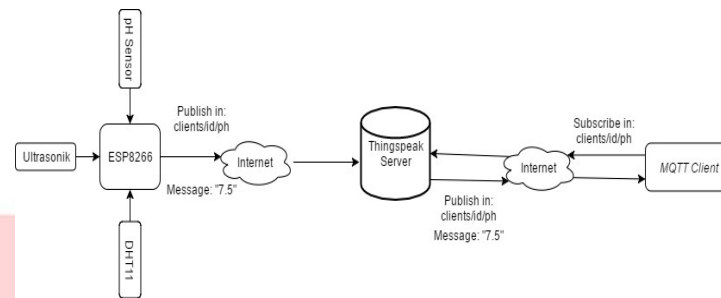 pH Sensor
Ultrasonik
ESP8266
DHT11
Publish in:
clients/id/ph
Message: "7.5"
Internet
Thingspeak
Server
Publish in:
clients/id/ph
Message: "7.5"
Internet
Subscribe in:
clients/id/ph
MQTT Client